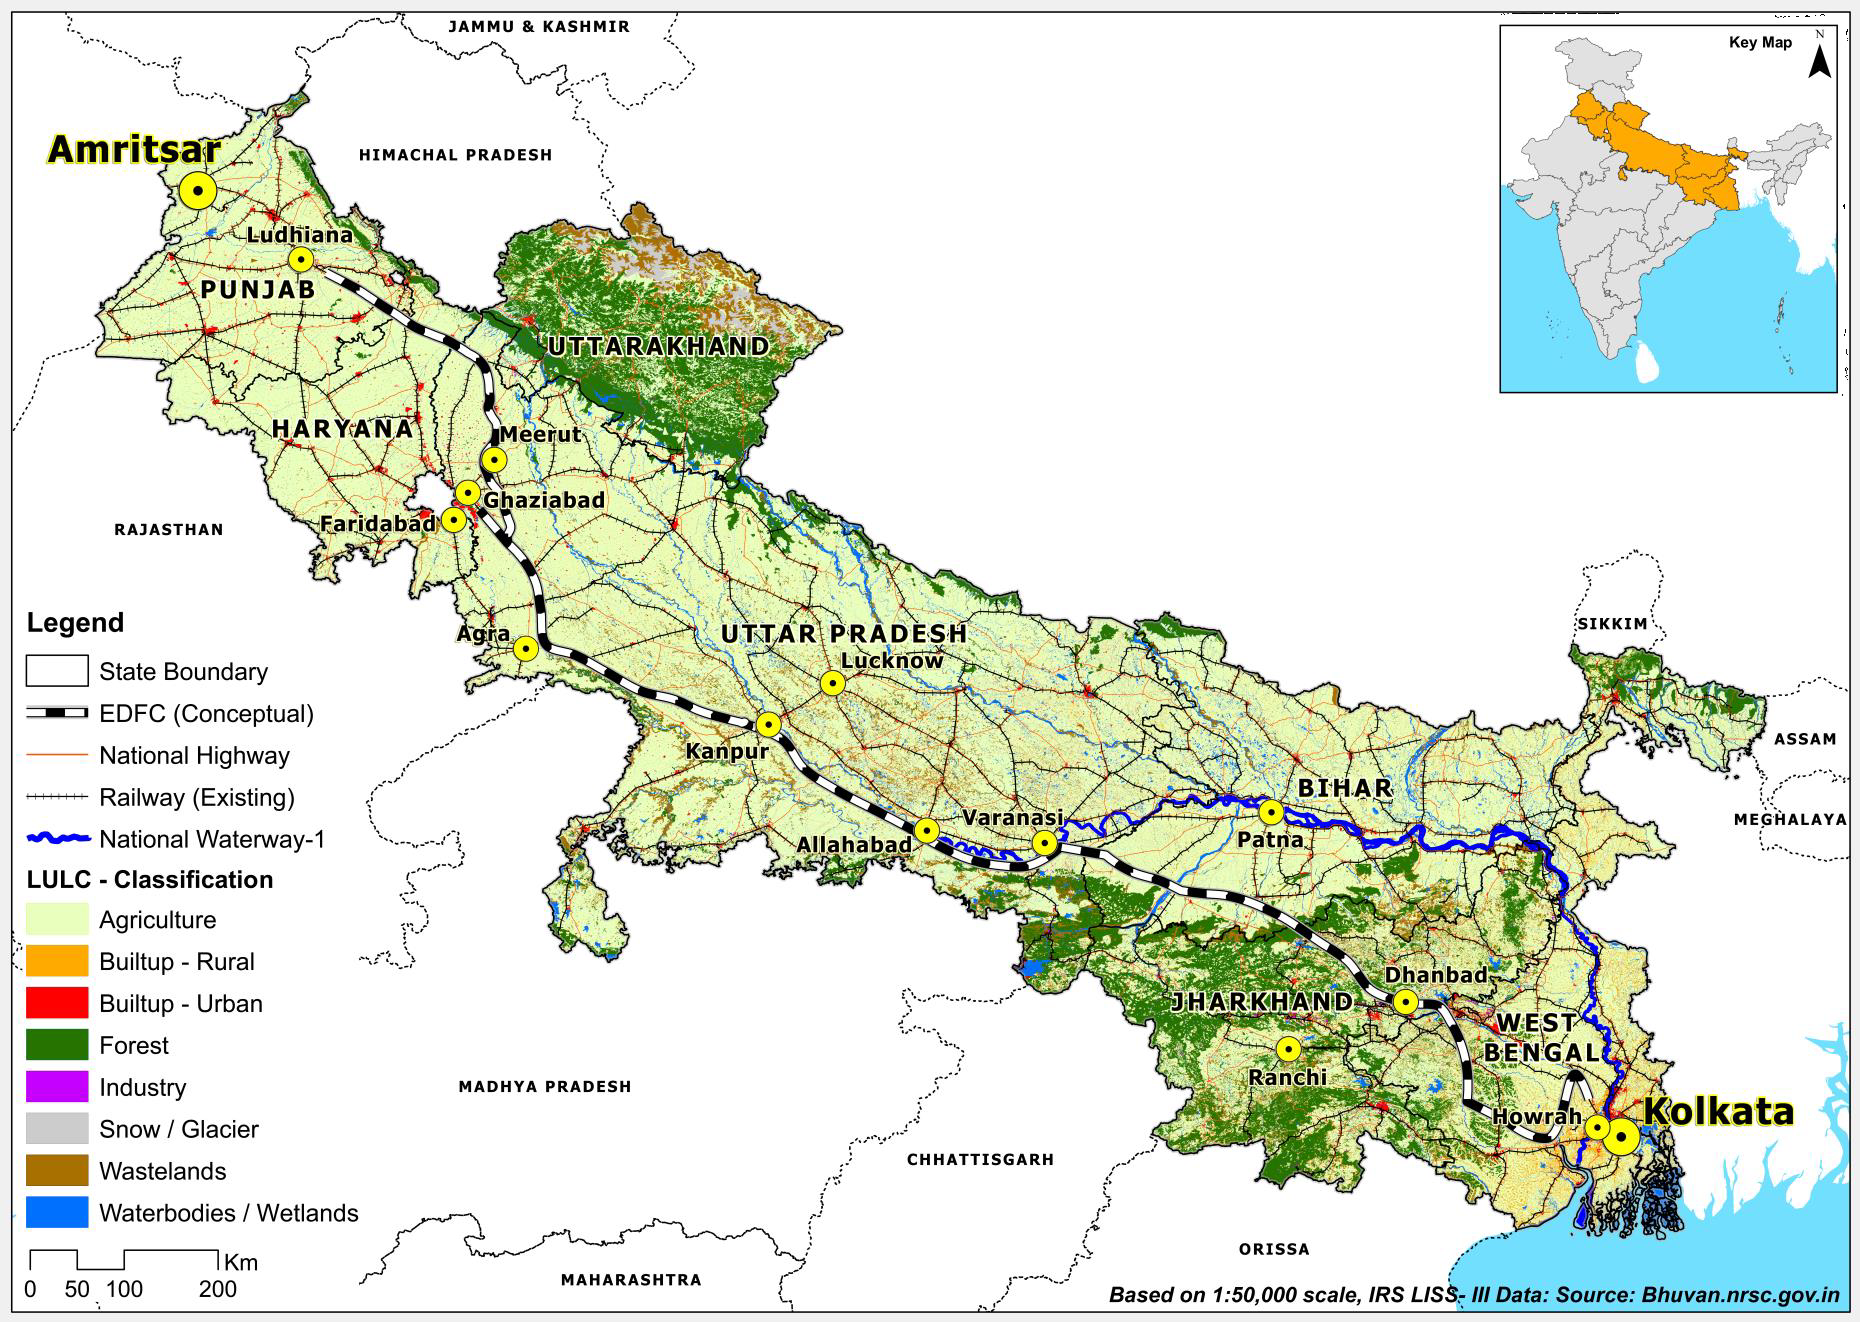 JAMMU & KASHMIR
Key Map
N
Amritsar
HIMACHAL PRADESH
Ludhiana
PUNJAB
UTTARAKHAND
HARYANA
Meerut
Ghaziabad
Faridabad
RAJASTHAN
Legend
State Boundary
EDFC (Conceptual)
National Highway
Railway (Existing)
National Waterway-1
LULC - Classification
Agriculture
Builtup - Rural
Builtup - Urban
Forest
Industry
Snow / Glacier
Wastelands
Waterbodies / Wetlands
Km
0 50 100 200
Agra
UTTAR PRADESH
Lucknow
SIKKIM
Kanpur
ASSAM
BIHAR
Varanasi
MEGHALAYA
Allahabad
Patna
Dhanbad
JHARKHAND
WEST
BENGAL
Ranchi
MADHYA PRADESH
Howrah
Kolkata
CHHATTISGARH
ORISSA
MAHARASHTRA
Based on 1:50,000 scale, IRS LISS- III Data: Source: Bhuvan.nrsc.gov.in